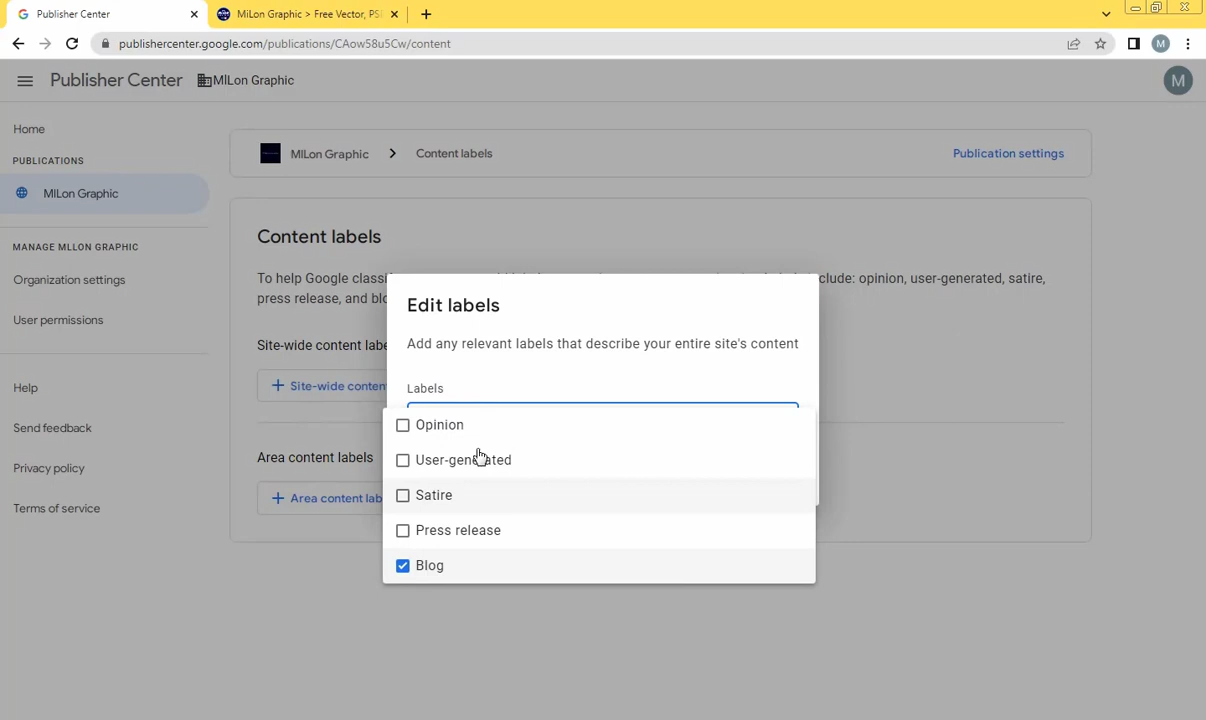 Publisher Center
MiLon Graphic > Free Vector, PS
publishercenter.google.com/publications/CAow58u5Cw/content
M
Publisher Center
MILon Graphic
M
Home
PUBLICATIONS
MILon Graphic
MANAGE MLLON GRAPHIC
Organization settings
User permissions
Help
Send feedback
Privacy policy
Terms of service
MILon Graphic
Content labels
Publication settings
Content labels
To help Google classi
clude: opinion, user-generated, satire,
press release, and blo
Site-wide content labe
+ Site-wide conten
Area content labels
+ Area content lab
Edit labels
Add any relevant labels that describe your entire site's content
Labels
Opinion
User-generated
Satire
Press release
Blog